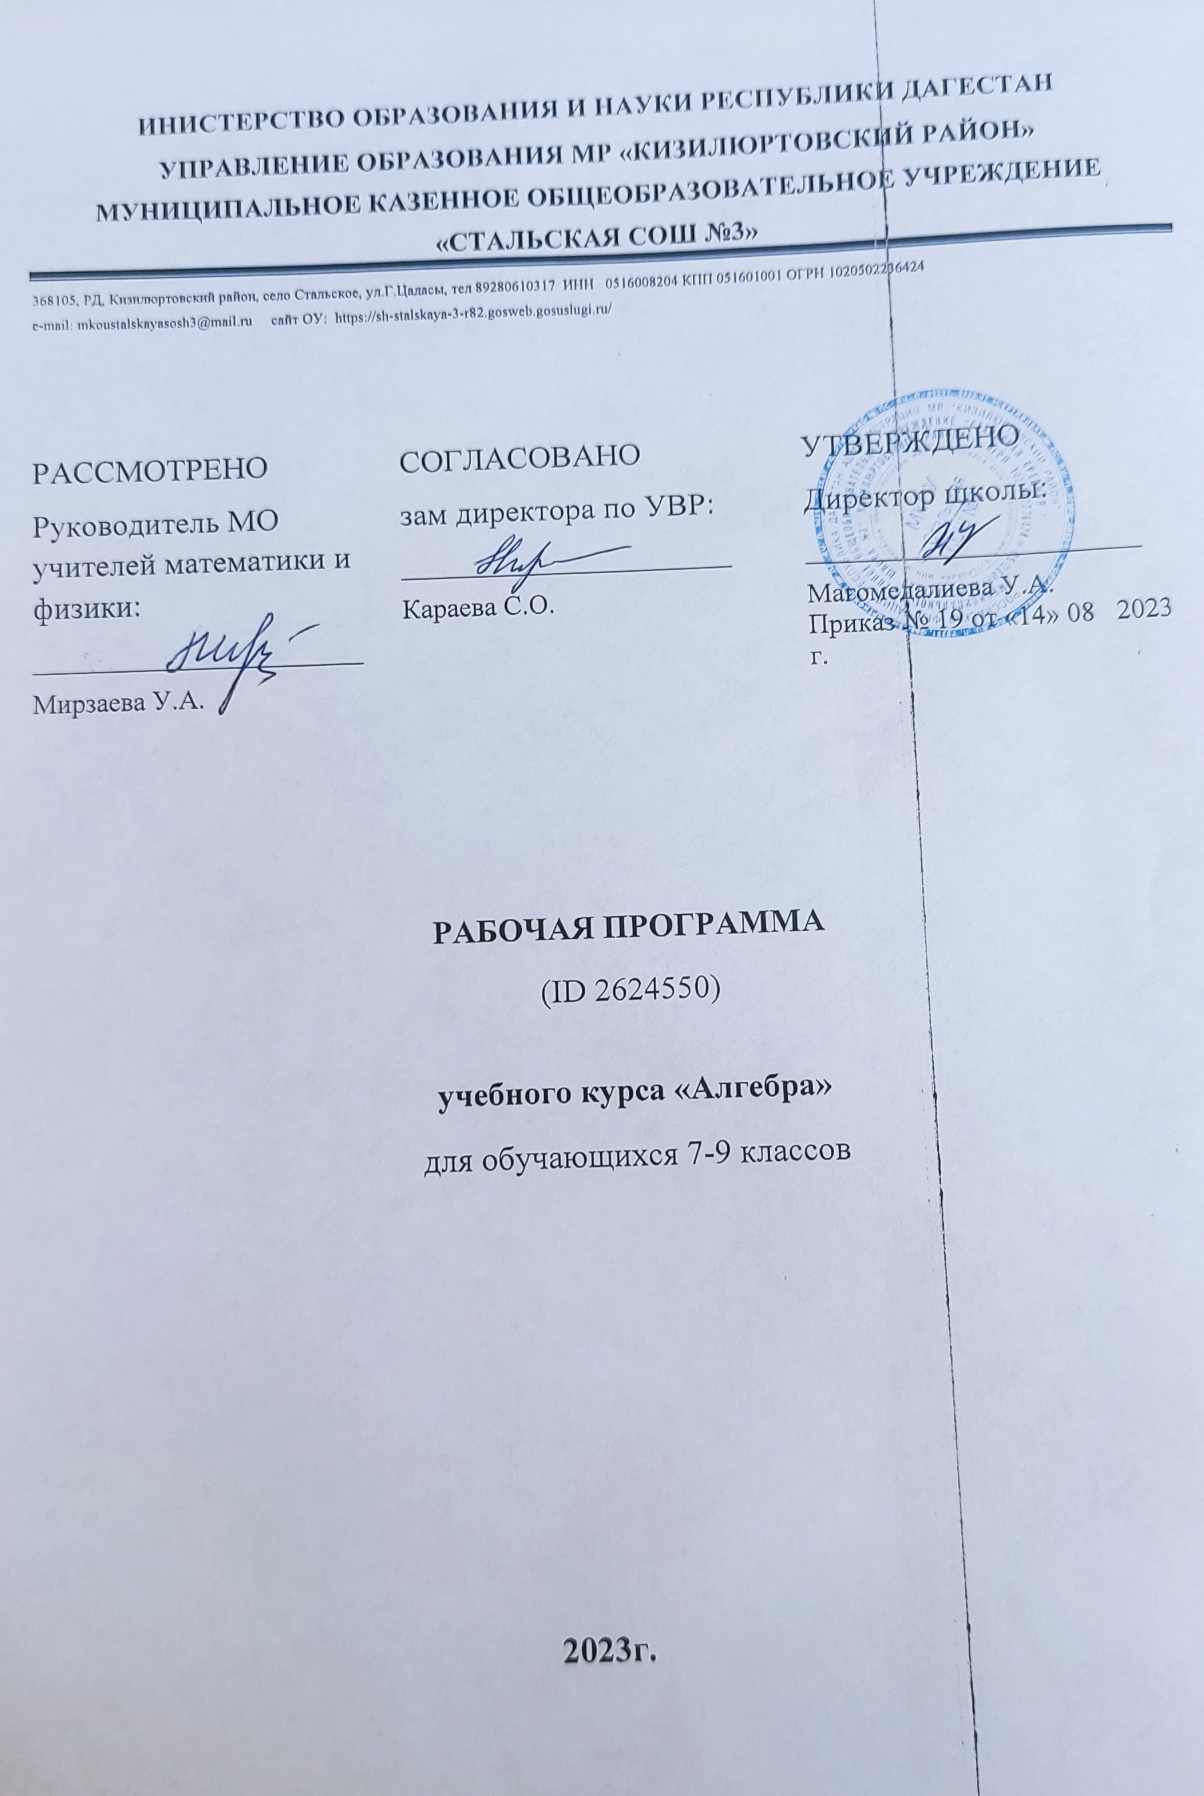 ИНИСТЕРСТВО ОБРАЗОВАНИЯ И НАУКИ РЕСПУБЛИКИ ДАГЕСТАН
УПРАВЛЕНИЕ ОБРАЗОВАНИЯ МР «КИЗИЛЮРТОВСКИЙ РАЙОН»
МУНИЦИПАЛЬНОЕ КАЗЕННОЕ ОБЩЕОБРАЗОВАТЕЛЬНОЕ УЧРЕЖДЕНИЕ
«СТАЛЬСКАЯ СОШ №3»
368105, РД, Кизилюртовский район, село Стальское, ул.Г.Цадасы, тел 89280610317 ИНН 0516008204 КПП 051601001 ОГРН 1020502236424
e-mail: mkoustalskayasosh3@mail.ru сайт ОУ: https://sh-stalskaya-3-r82.gosweb.gosuslugi.ru/
РАССМОТРЕНО
Руководитель МО
учителей математики и
физики:
Мирзаева У.А.
СОГЛАСОВАНО
зам директора по УВР:
Караева С.О.
УТВЕРЖДЕНО
Директор школы:
Магомедалиева У.А.
Приказ № 19 от «14» 08 2023
г.
РАБОЧАЯ ПРОГРАММА
(ID 2624550)
учебного курса «Алгебра»
для обучающихся 7-9 классов
2023г.